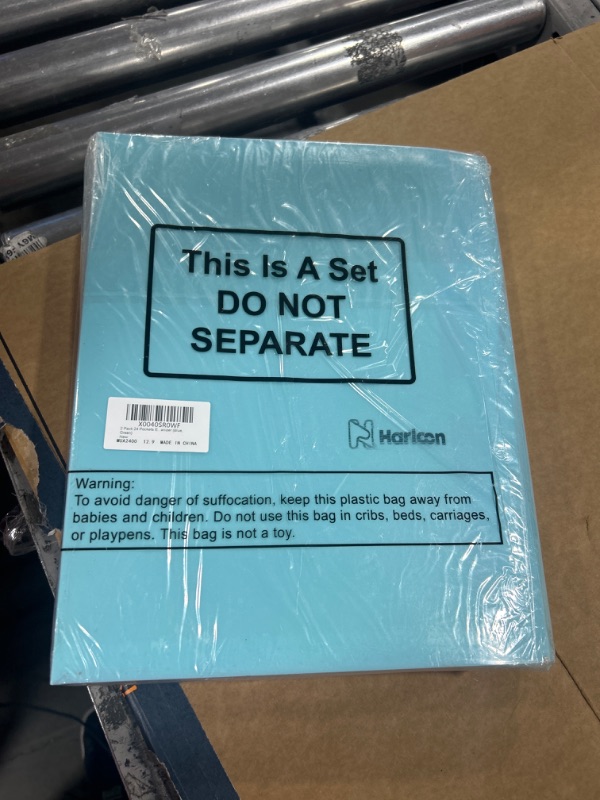 This Is A Set
DO NOT
SEPARATE
X0040SR0WF
MADE IN CHINA
Harloon
Warning:
To avoid danger of suffocation, keep this plastic bag away from
babies and children. Do not use this bag in cribs, beds, carriages,
or playpens. This bag is not a toy.